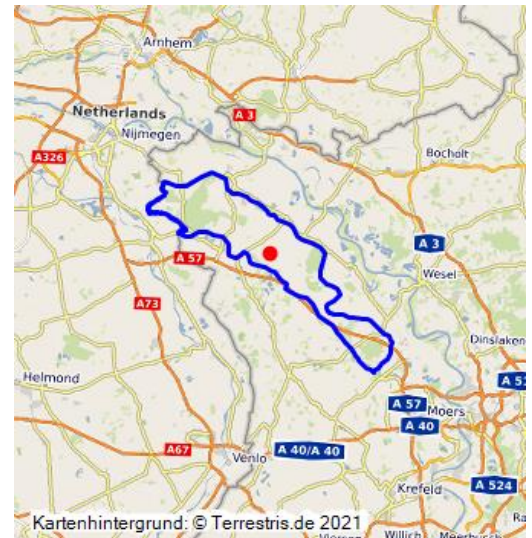 Arnhem
A 3
Netherlands
Nijmegen
A326
Bocholt
A 3
A 57
Wesel
A73
Dinslaken
Helmond
A 57
Moers
A 40
A67
A 40/A 40
Venlo
A 524
Krefeld
Kartenhintergrund: © Terrestris.de 2021
Willich